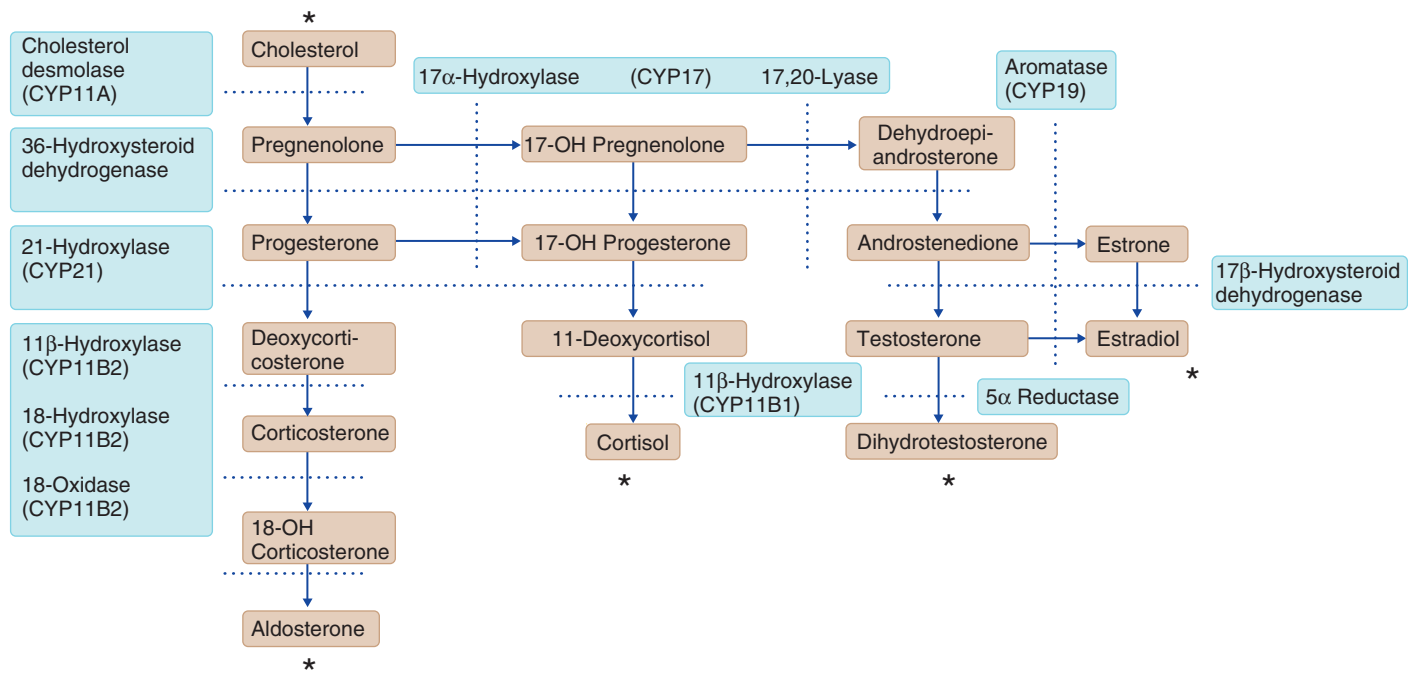 *
Cholesterol
desmolase
(CYP11A)
Cholesterol
17α-Hydroxylase (CYP17) 17,20-Lyase
Aromatase
(CYP19)
36-Hydroxysteroid
dehydrogenase
Pregnenolone
17-OH Pregnenolone
Dehydroepi-
androsterone
21-Hydroxylase
(CYP21)
Progesterone
17-OH Progesterone
Androstenedione
Estrone
17β-Hydroxysteroid
dehydrogenase
11β-Hydroxylase
(CYP11B2)
18-Hydroxylase
(CYP11B2)
18-Oxidase
(CYP11B2)
Deoxycorti-
costerone
11-Deoxycortisol
Testosterone
Estradiol
*
11β-Hydroxylase
(CYP11B1)
5α Reductase
Corticosterone
Cortisol
*
Dihydrotestosterone
*
18-OH
Corticosterone
Aldosterone
*